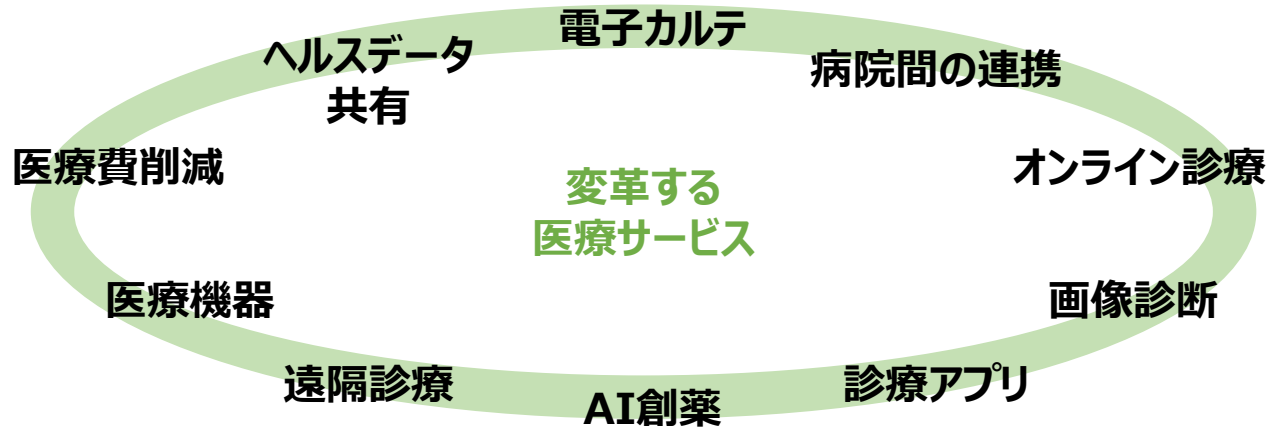 電子カルテ
ヘルスデータ
共有
病院間の連携
医療費削減
オンライン診療
変革する
医療サービス
医療機器
画像診断
遠隔診療
AI創薬
診療アプリ